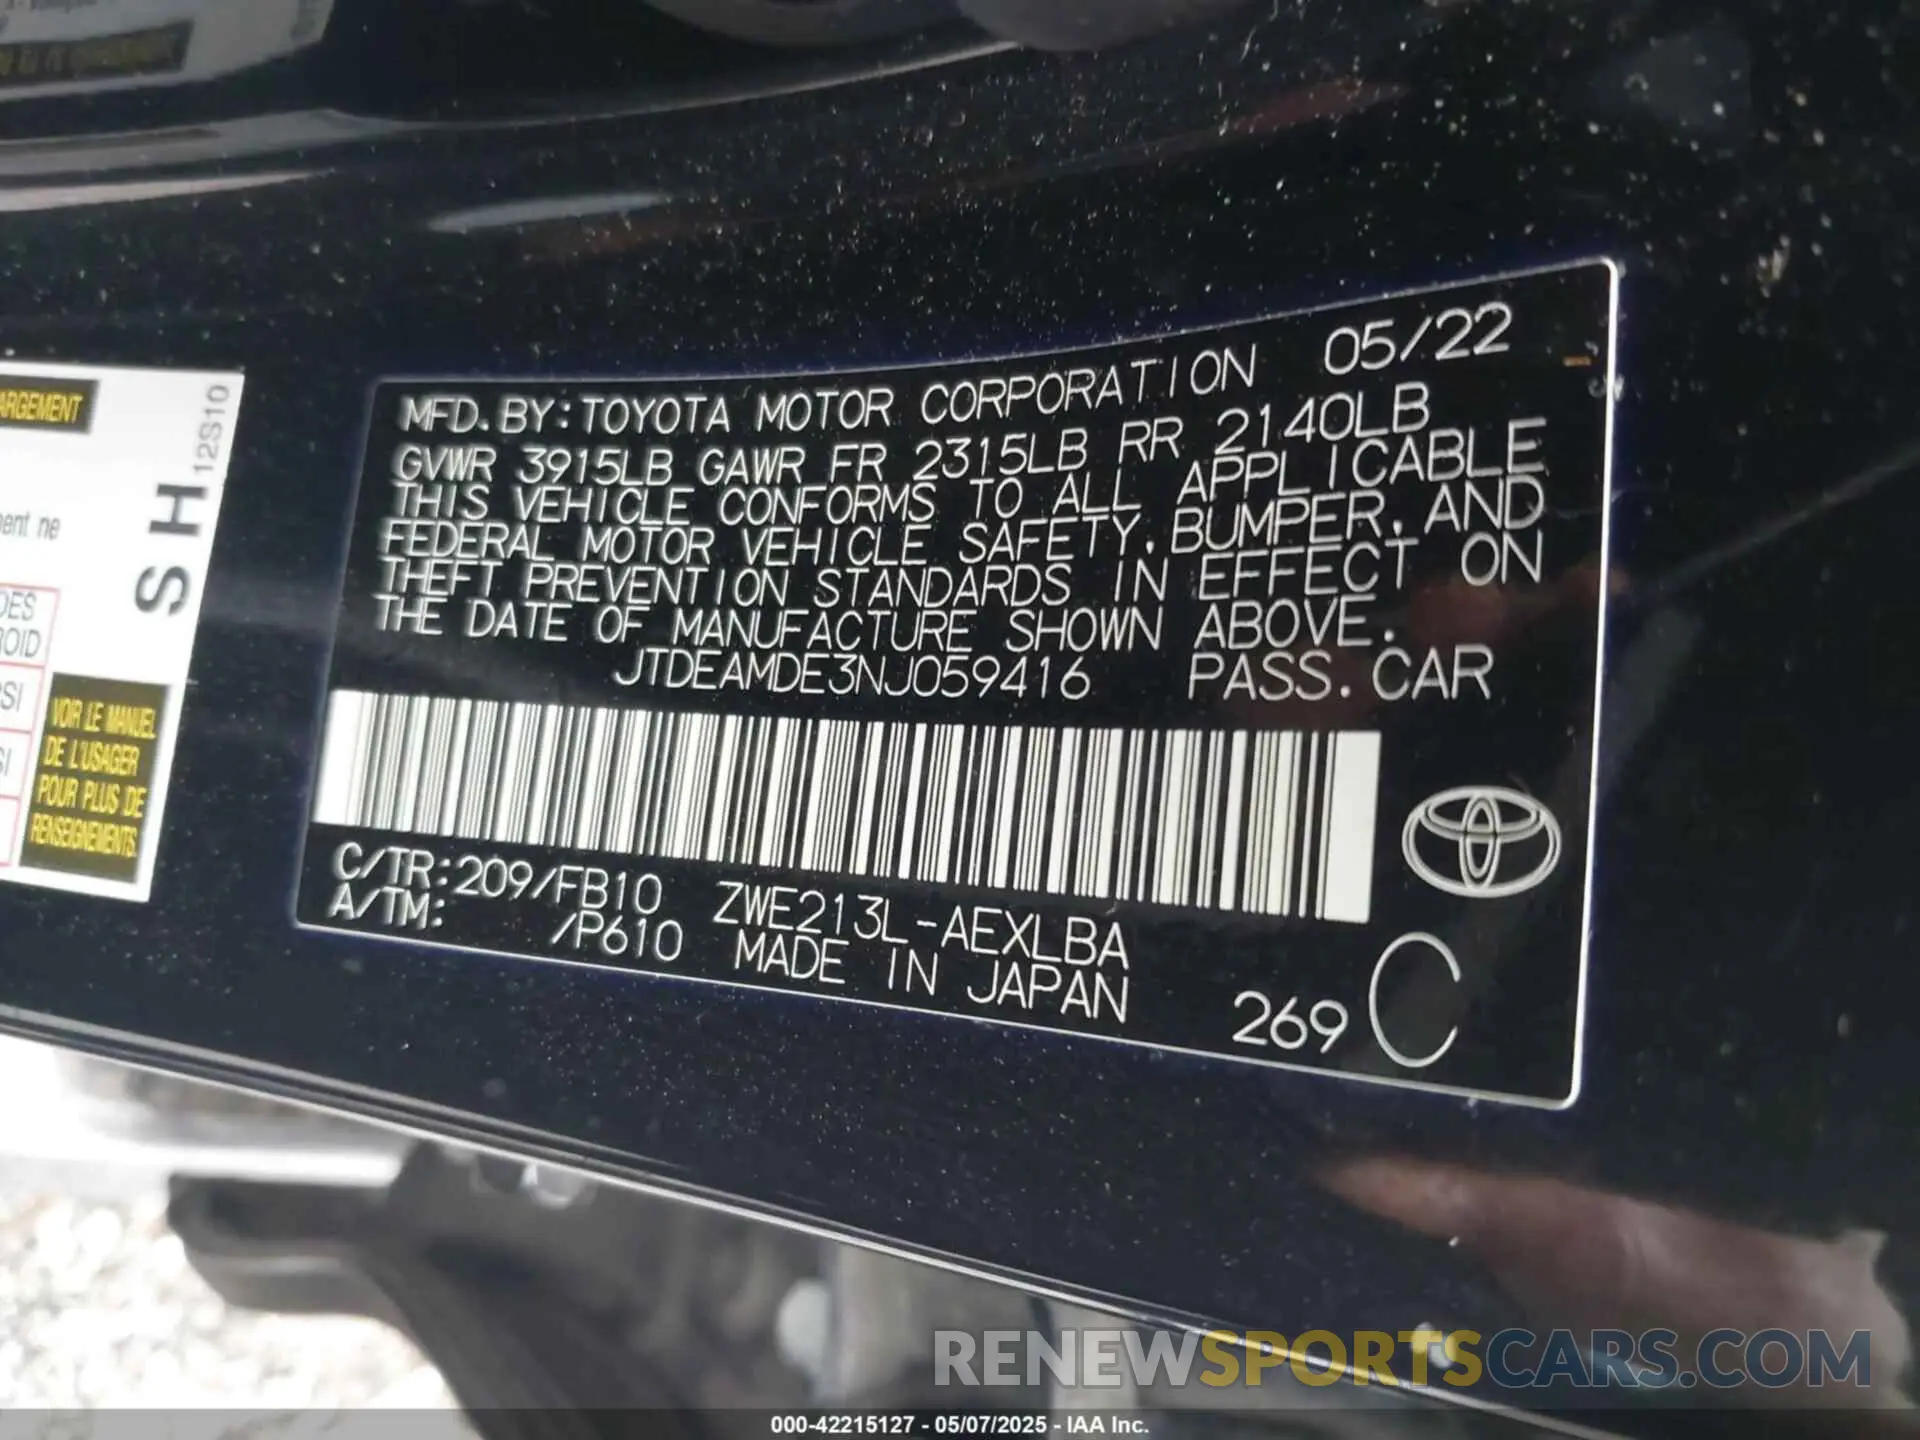 MFD. BY: TOYOTA MOTOR CORPORATION 05/22
GVWR 3915LB GAWR FR 2315LB RR 2140LB
THIS VEHICLE CONFORMS TO ALL APPLICABLE
FEDERAL MOTOR VEHICLE SAFETY, BUMPER, AND
THEFT PREVENTION STANDARDS IN EFFECT ON
THE DATE OF MANUFACTURE SHOWN ABOVE.
JTDEAMDE3NJ059416 PASS. CAR
C/TR: 209/FB10 ZWE213L-AEXLBA
A/TM: /P610 MADE IN JAPAN
269 C
ARGEMENT
SH 12S10
ne
VOIR LE MANUEL
DE L'USAGER
POUR PLUS DE
RENSEIGNEMENTS.
RENEWSPORTSCARS.COM
000-42215127 - 05/07/2025 - IAA Inc.